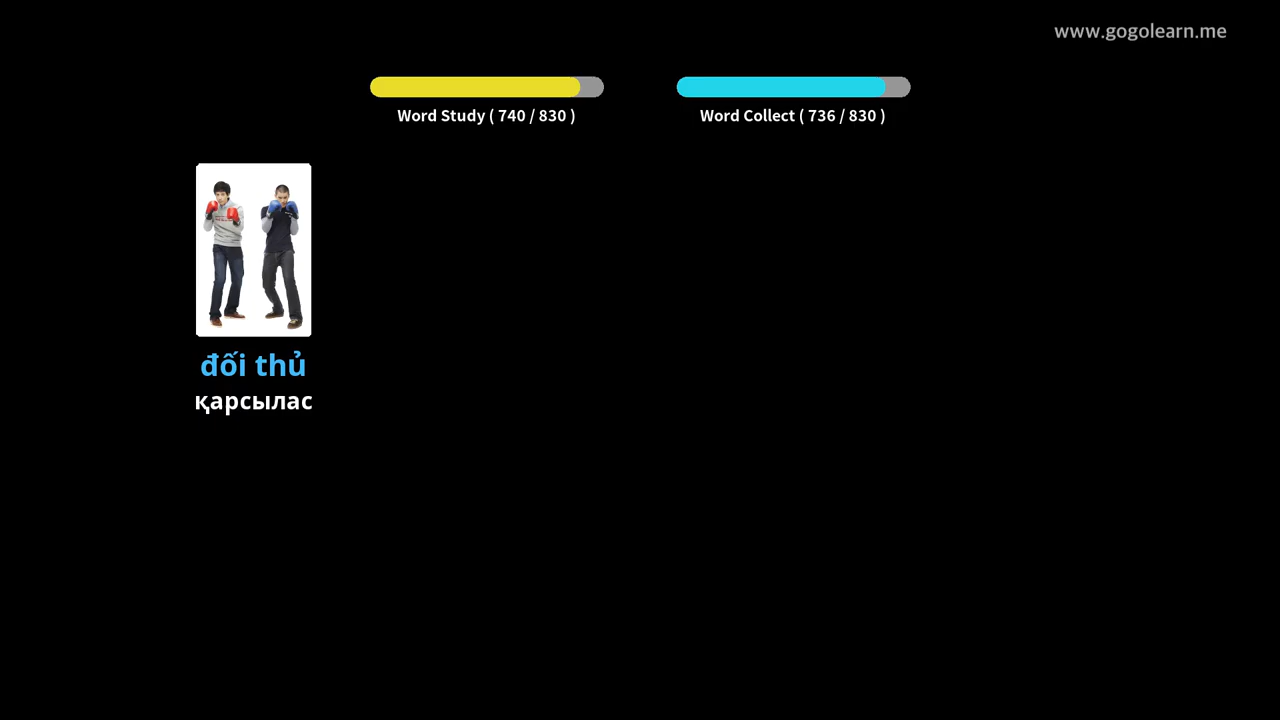 www.gogolearn.me
Word Study ( 740 / 830 )
Word Collect ( 736 / 830 )
đối thủ
қарсылас